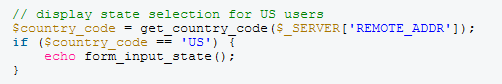 // display state selection for US users
$country_code = get_country_code($_SERVER['REMOTE_ADDR']);
if ($country_code == 'US') {
    echo form_input_state();
}